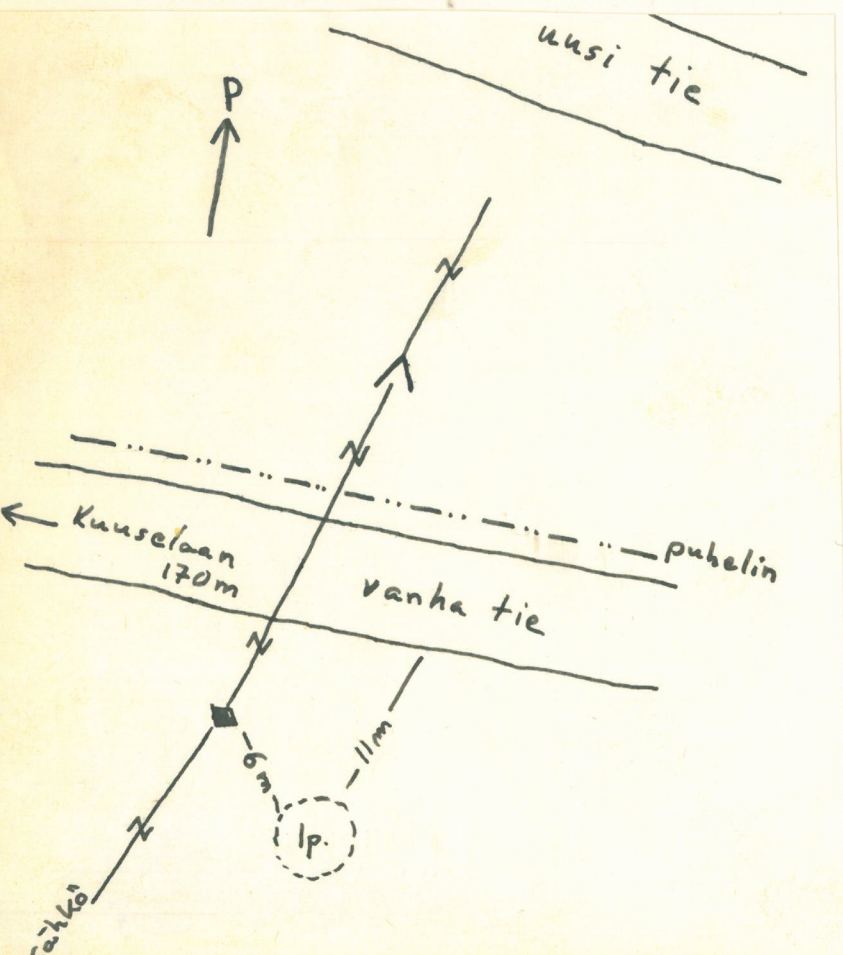 uusi tie
P
puhelin
Kuuselaan
170m
vanha tie
6m
11m
lp.